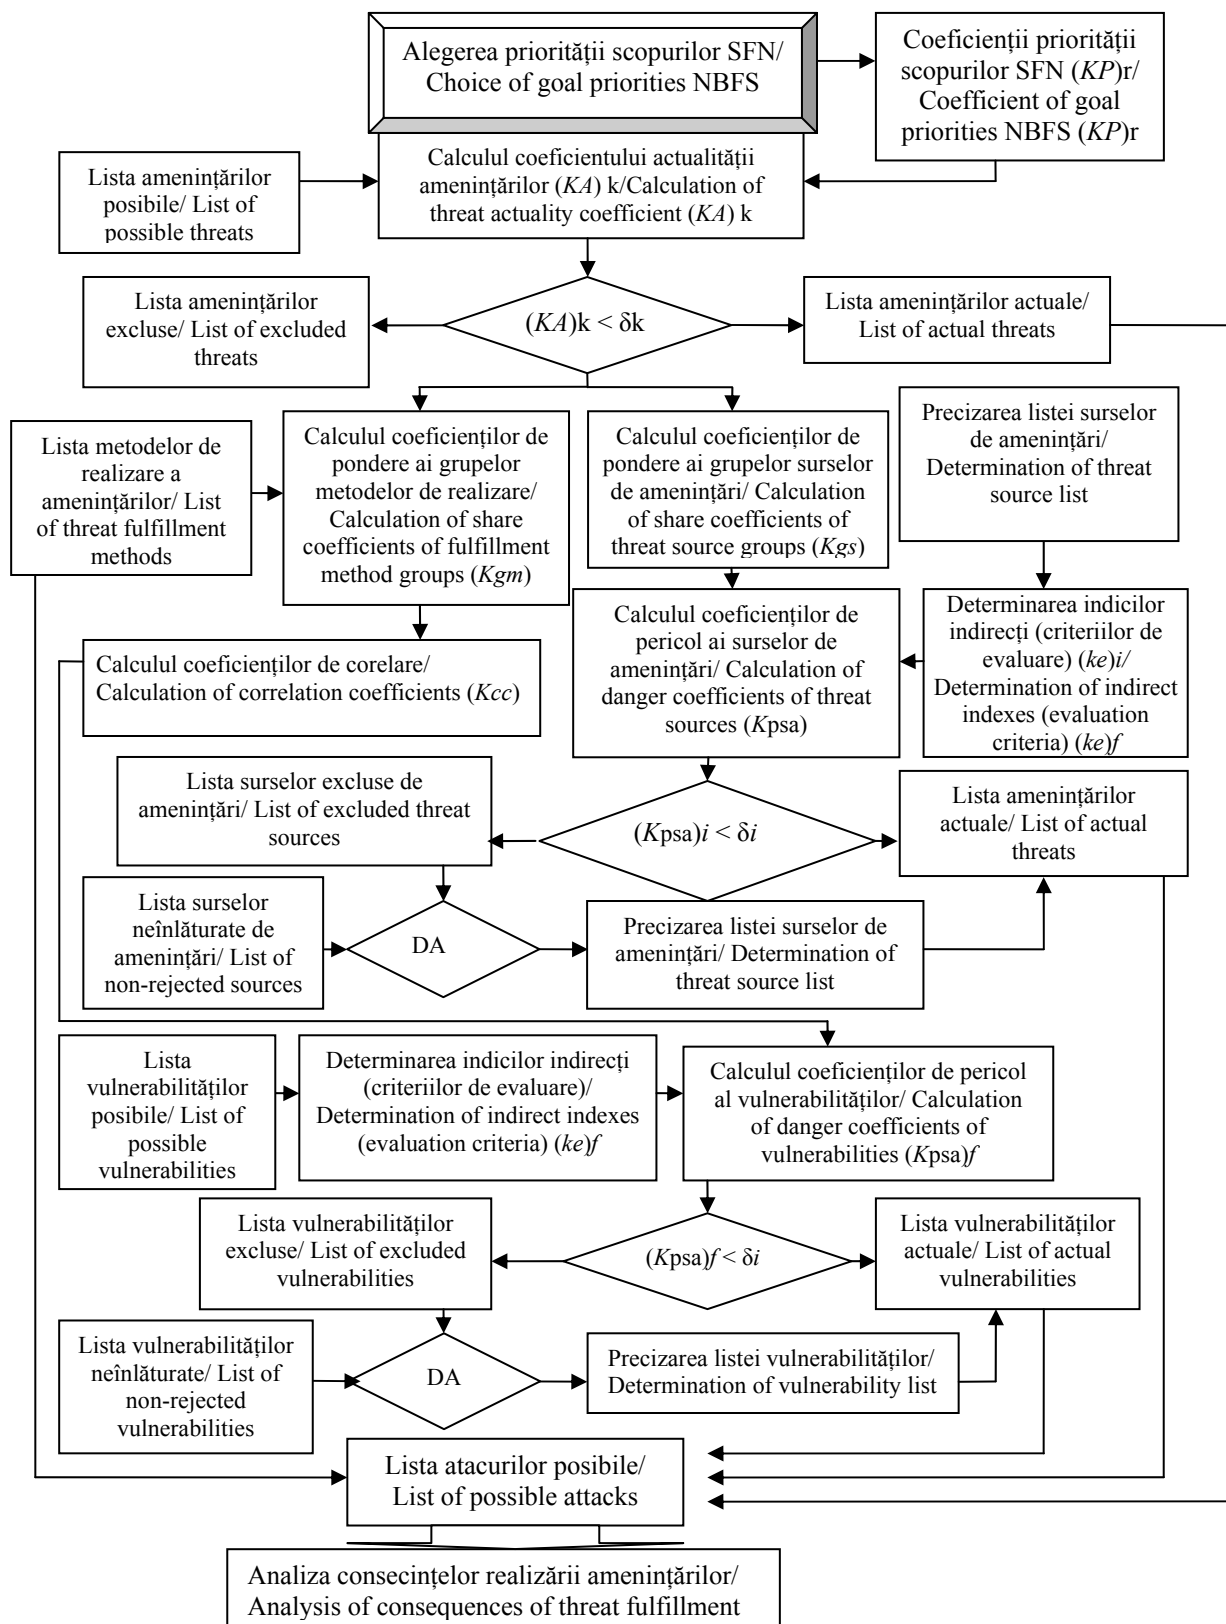 Alegerea priorității scopurilor SFN/
Choice of goal priorities NBFS
Coeficienții priorității
scopurilor SFN (KP)r/
Coefficient of goal
priorities NBFS (KP)r
Lista amenințărilor
posibile/ List of
possible threats
Calculul coeficientului actualității
amenințărilor (KA) k/Calculation of
threat actuality coefficient (KA) k
Lista amenințărilor
excluse/ List of excluded
threats
(KA)k < δk
Lista amenințărilor actuale/
List of actual threats
Lista metodelor de
realizare a
amenințărilor/ List
of threat fulfillment
methods
Calculul coeficienților de
pondere ai grupelor
metodelor de realizare/
Calculation of share
coefficients of fulfillment
method groups (Kgm)
Calculul coeficienților de
pondere ai grupelor surselor
de amenințări/ Calculation
of share coefficients of
threat source groups (Kgs)
Precizarea listei surselor
de amenințări/
Determination of threat
source list
Calculul coeficienților de corelare/
Calculation of correlation coefficients (Kcc)
Calculul coeficienților de
pericol ai surselor de
amenințări/ Calculation of
danger coefficients of threat
sources (Kpsa)
Determinarea indicilor
indirecți (criteriilor de
evaluare) (ke)i/
Determination of indirect
indexes (evaluation
criteria) (ke)f
Lista surselor excluse de
amenințări/ List of excluded threat
sources
(Kpsa)i < δi
Lista amenințărilor
actuale/ List of actual
threats
Lista surselor
neînlăturate de
amenințări/ List of
non-rejected sources
DA
Precizarea listei surselor de
amenințări/ Determination of
threat source list
Lista
vulnerabilităților
posibile/ List of
possible
vulnerabilities
Determinarea indicilor indirecți
(criteriilor de evaluare)/
Determination of indirect indexes
(evaluation criteria) (ke)f
Calculul coeficienților de pericol
al vulnerabilităților/ Calculation
of danger coefficients of
vulnerabilities (Kpsa)f
Lista vulnerabilităților
excluse/ List of excluded
vulnerabilities
(Kpsa)f < δi
Lista vulnerabilităților
actuale/ List of actual
vulnerabilities
Lista vulnerabilităților
neînlăturate/ List of
non-rejected
vulnerabilities
DA
Precizarea listei vulnerabilităților/
Determination of vulnerability list
Lista atacurilor posibile/
List of possible attacks
Analiza consecințelor realizării amenințărilor/
Analysis of consequences of threat fulfillment